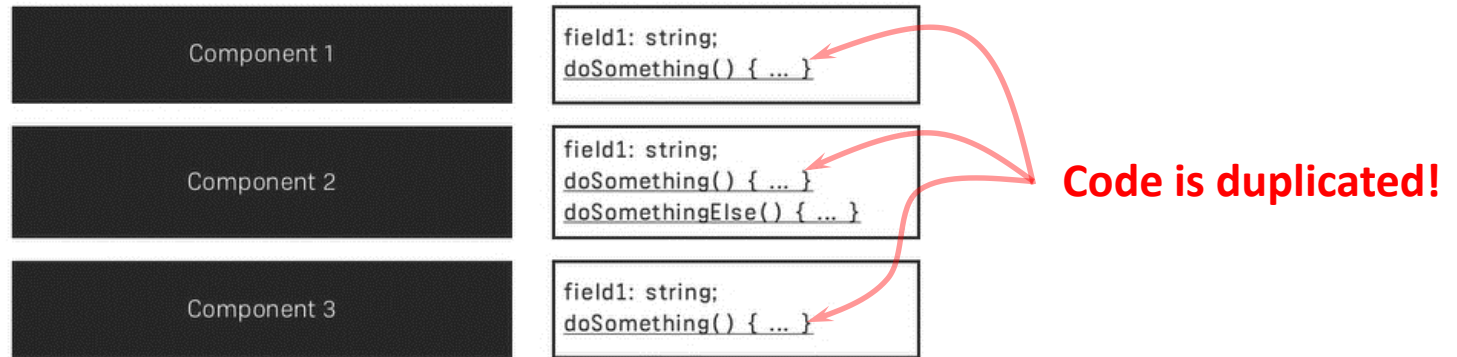 Component 1
field1: string;
doSomething() { ... }
Component 2
field1: string;
doSomething() { ... }
doSomethingElse() { ... }
Code is duplicated!
Component 3
field1: string;
doSomething() { ... }